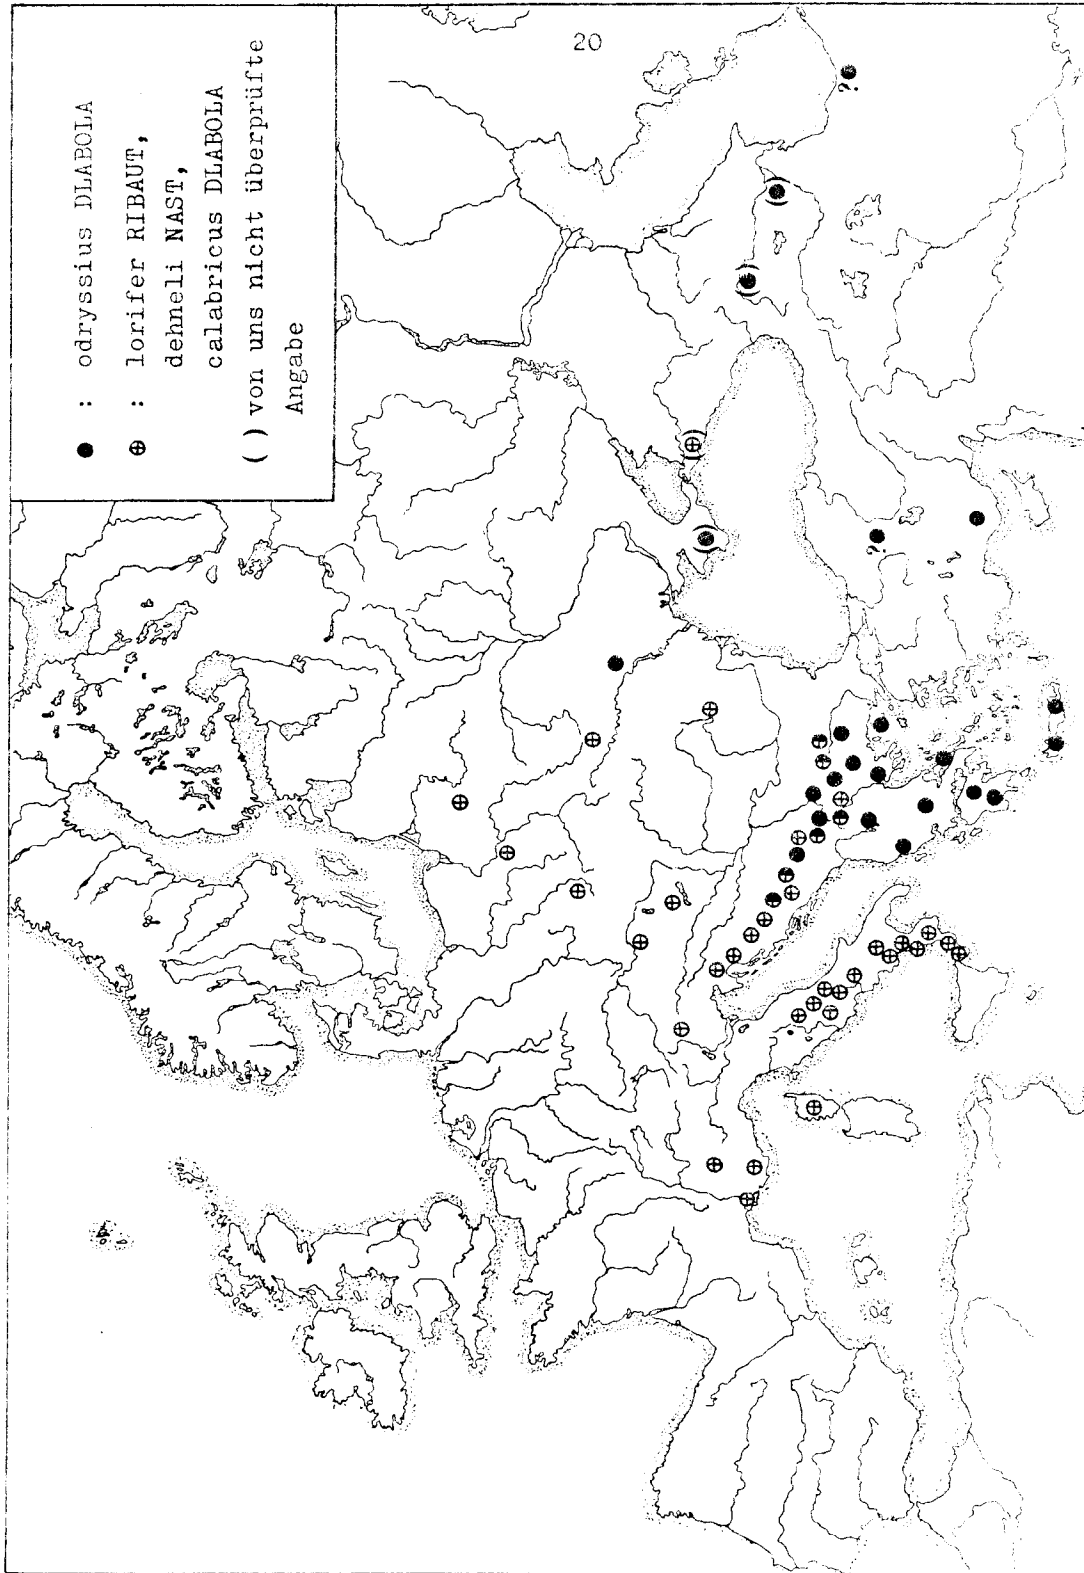 ● : odryssius DLABOLA
⊕ : lorifer RIBAUT,
dehneli NAST,
calabricus DLABOLA
( ) von uns nicht überprüfte
Angabe
20
?
?